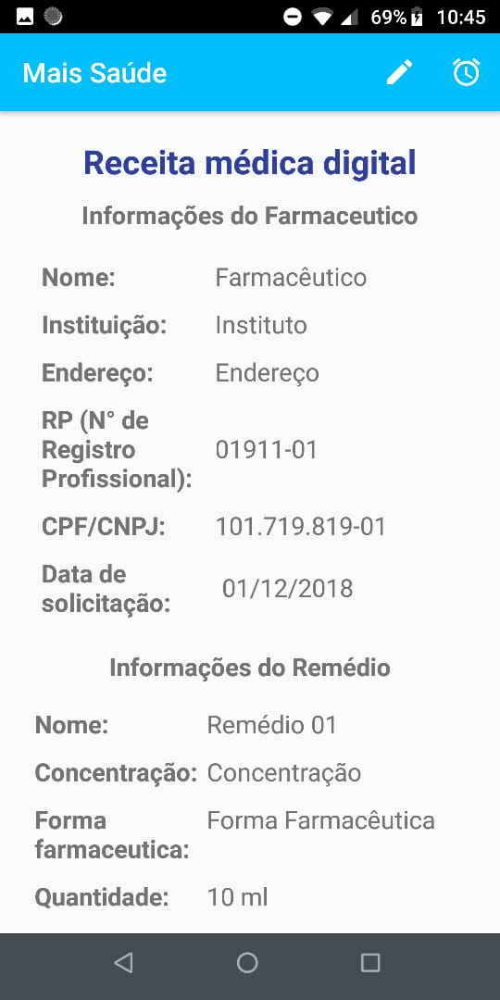 69% 10:45
Mais Saúde
Receita médica digital
Informações do Farmaceutico
Nome: Farmacêutico
Instituição: Instituto
Endereço: Endereço
RP (N° de
Registro 01911-01
Profissional):
CPF/CNPJ: 101.719.819-01
Data de
solicitação: 01/12/2018
Informações do Remédio
Nome: Remédio 01
Concentração: Concentração
Forma Forma Farmacêutica
farmaceutica:
Quantidade: 10 ml